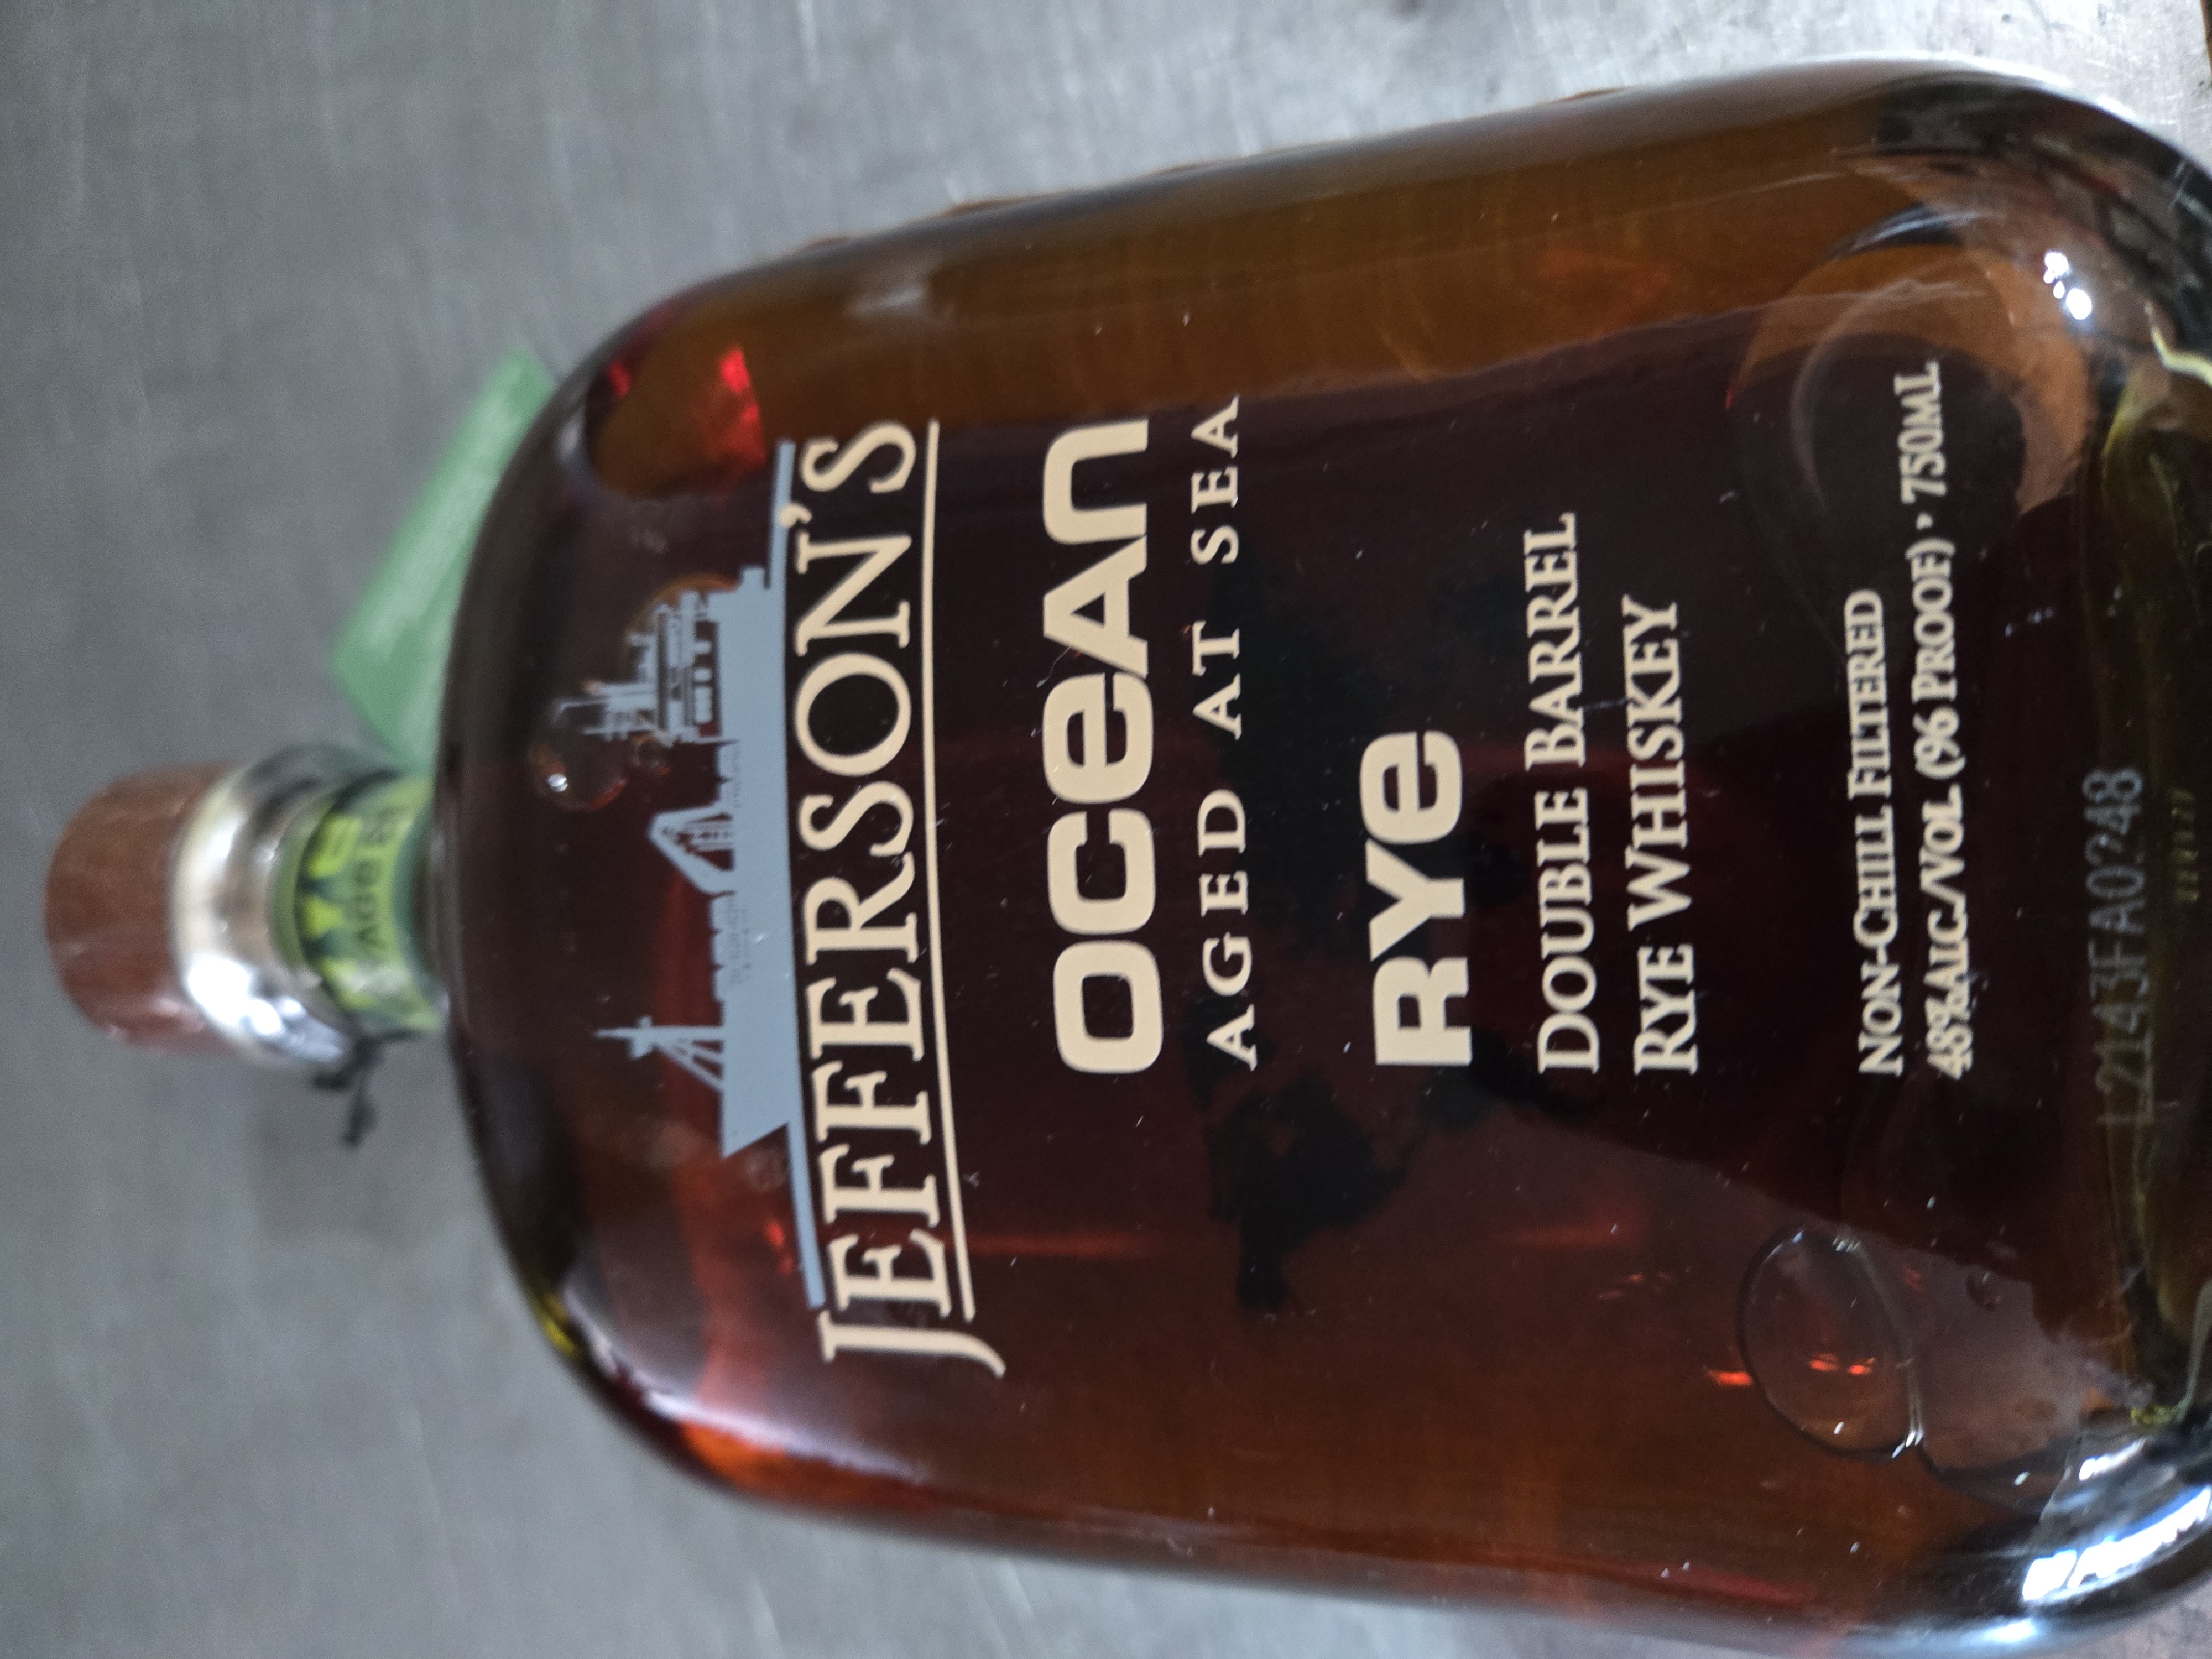 JEFFERSON'S
OCEAN
AGED AT SEA
RYE
DOUBLE BARREL
RYE WHISKEY
NON-CHILL FILTERED
48% ALC./VOL. (96 PROOF) • 750ML
L2143FA0248